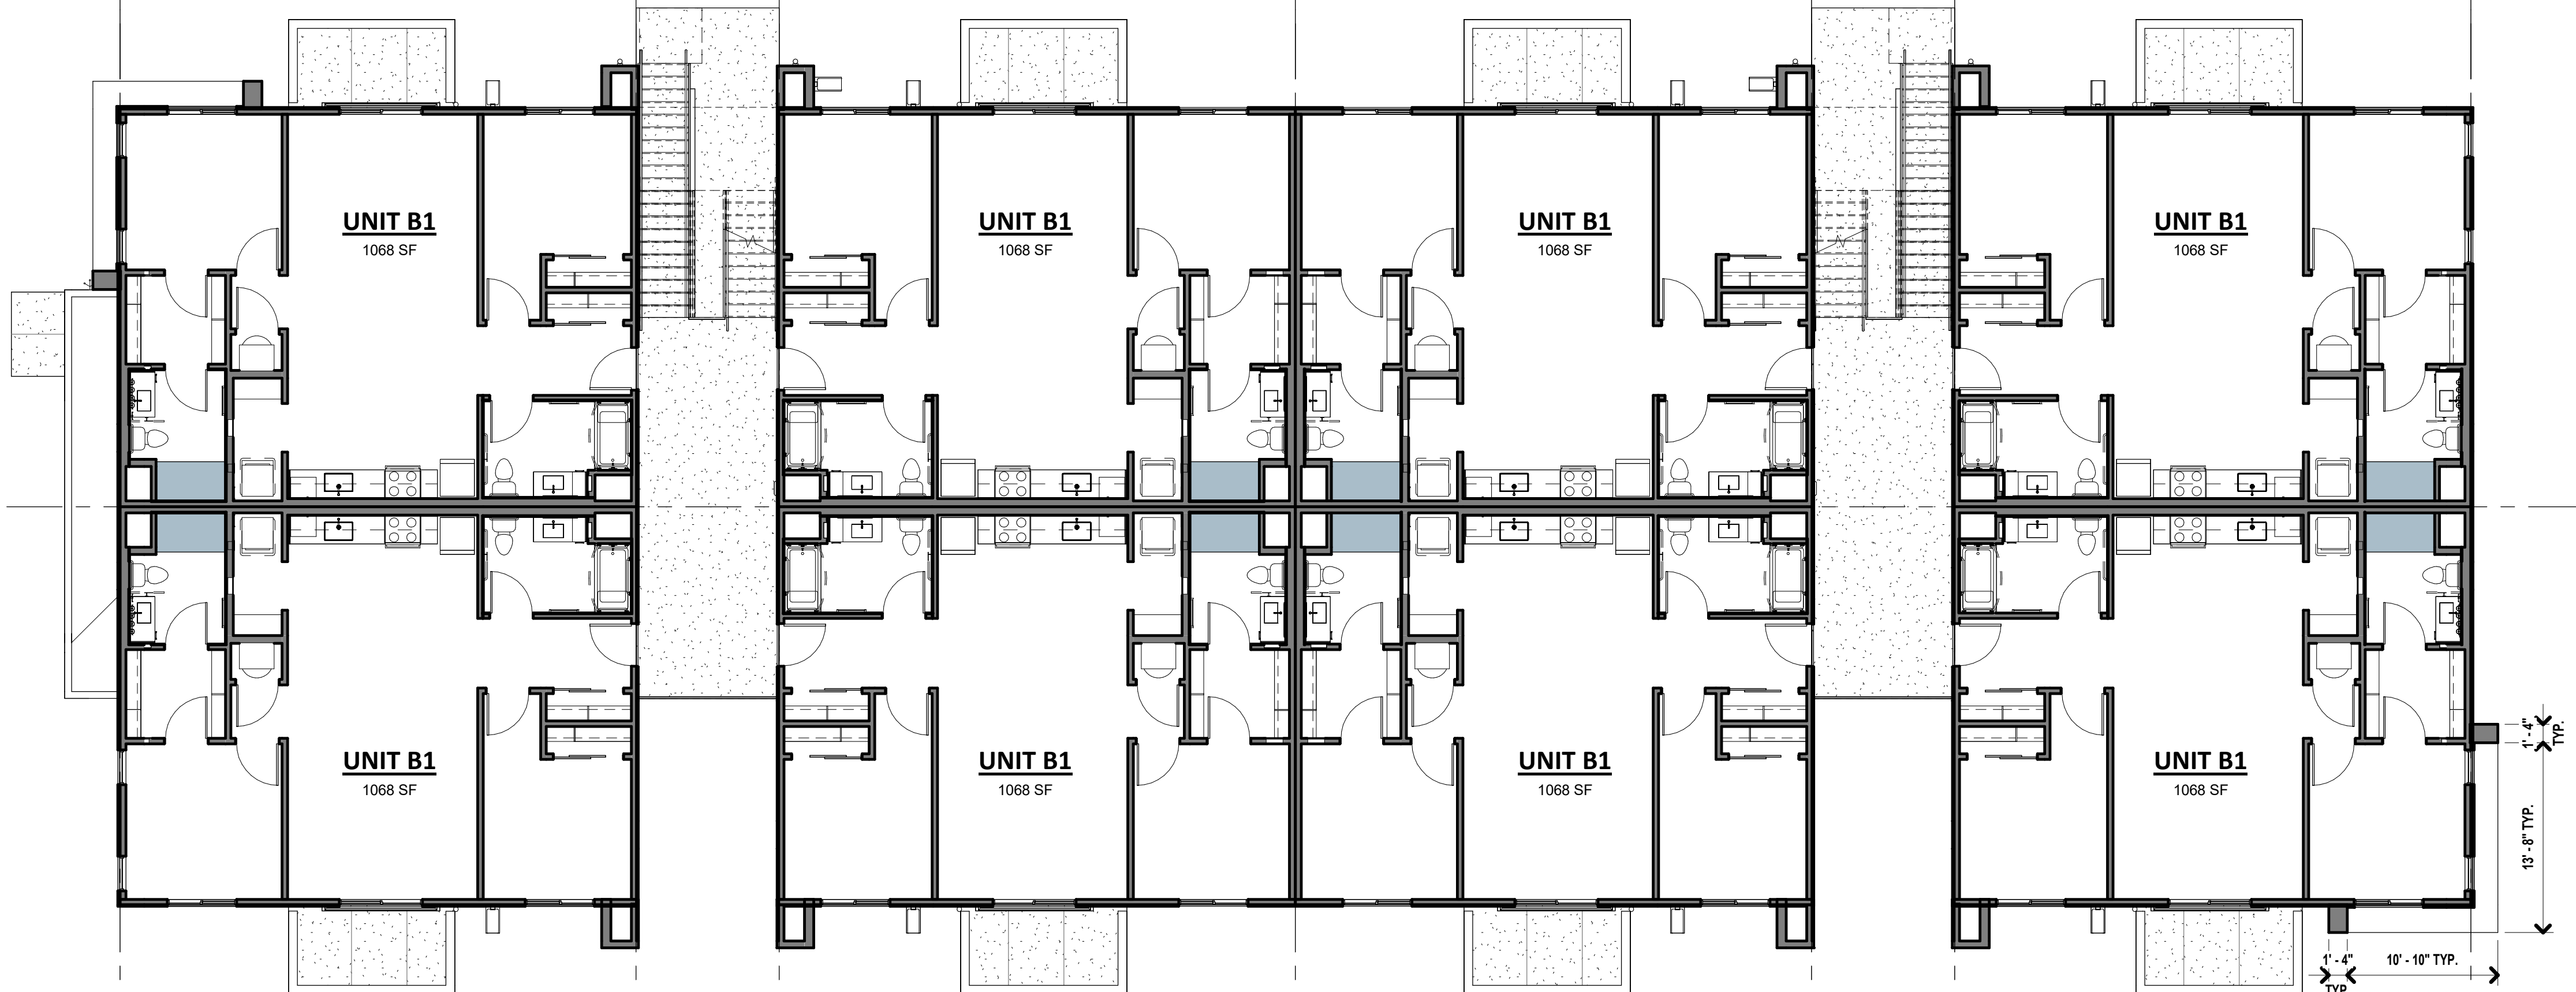 UNIT B1
1068 SF
UNIT B1
1068 SF
UNIT B1
1068 SF
UNIT B1
1068 SF
UNIT B1
1068 SF
UNIT B1
1068 SF
UNIT B1
1068 SF
UNIT B1
1068 SF
1' - 4"
TYP.
13' - 8" TYP.
1' - 4"
TYP.
10' - 10" TYP.